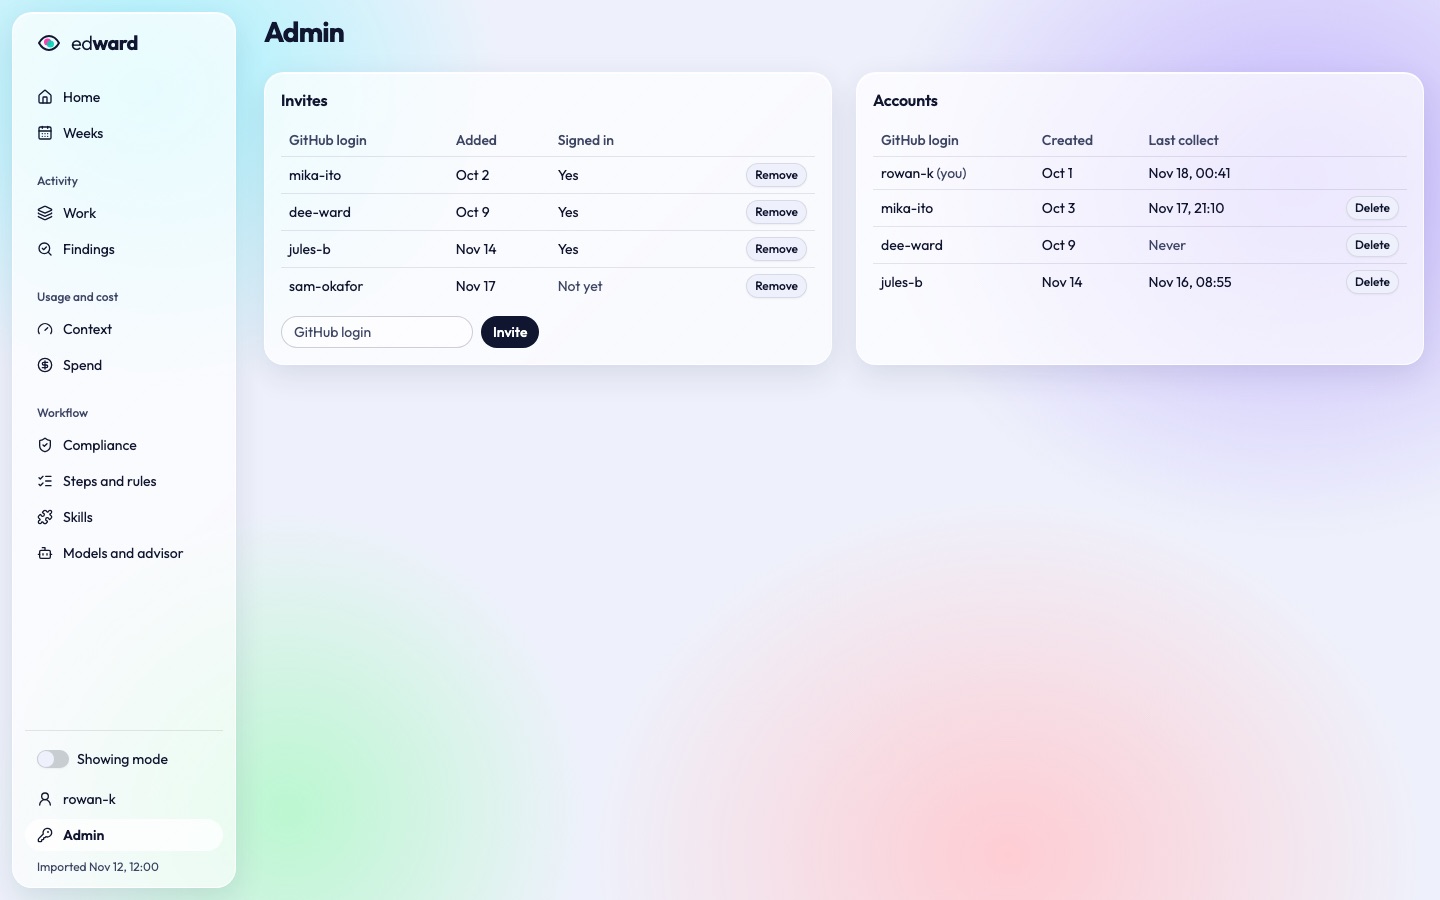 edward
Home
Weeks
Activity
Work
Findings
Usage and cost
Context
Spend
Workflow
Compliance
Steps and rules
Skills
Models and advisor
Showing mode
rowan-k
Admin
Imported Nov 12, 12:00
Admin
Invites
GitHub login Added Signed in
mika-ito Oct 2 Yes Remove
dee-ward Oct 9 Yes Remove
jules-b Nov 14 Yes Remove
sam-okafor Nov 17 Not yet Remove
GitHub login Invite
Accounts
GitHub login Created Last collect
rowan-k (you) Oct 1 Nov 18, 00:41
mika-ito Oct 3 Nov 17, 21:10 Delete
dee-ward Oct 9 Never Delete
jules-b Nov 14 Nov 16, 08:55 Delete